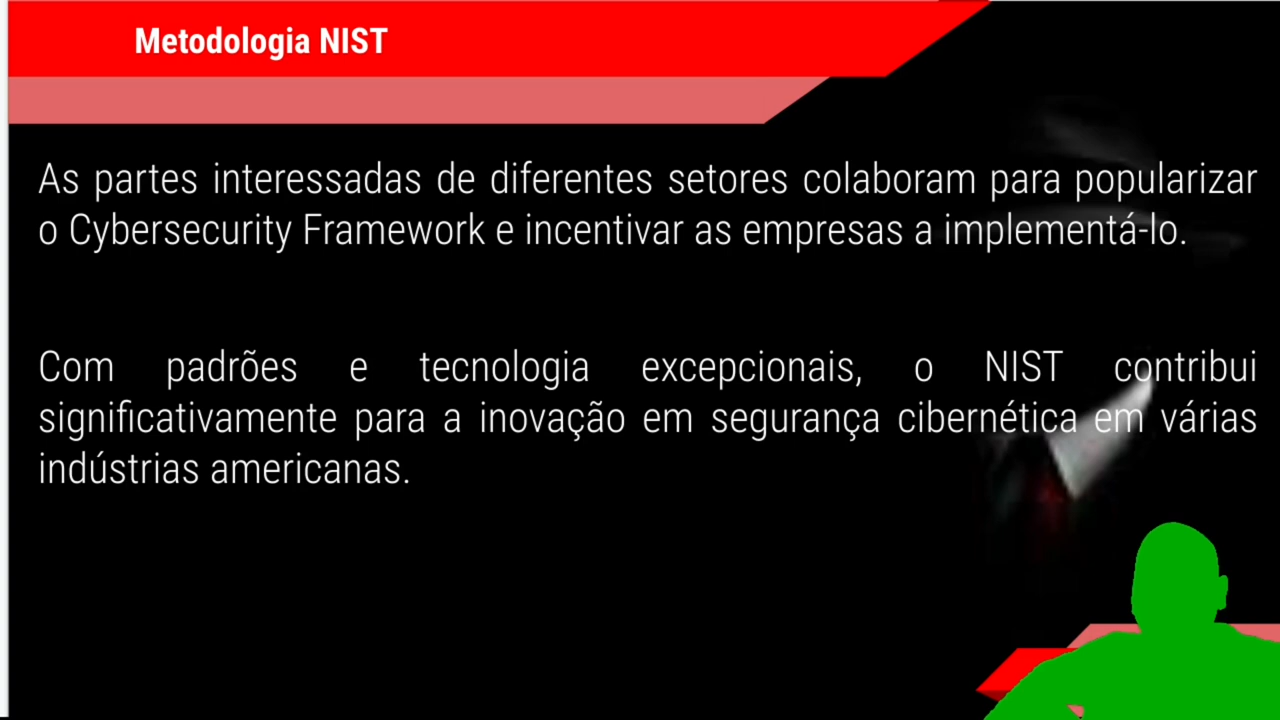 Metodologia NIST
As partes interessadas de diferentes setores colaboram para popularizar
o Cybersecurity Framework e incentivar as empresas a implementá-lo.
Com padrões e tecnologia excepcionais, o NIST contribui
significativamente para a inovação em segurança cibernética em várias
indústrias americanas.